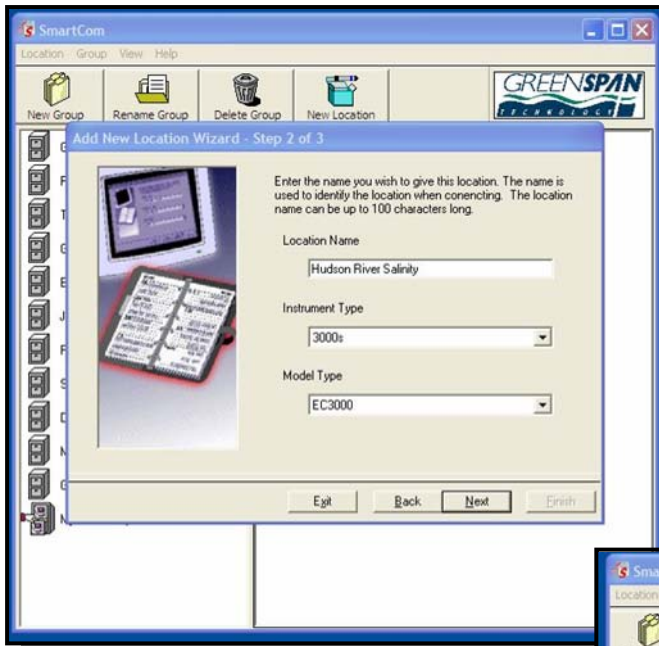 SmartCom
Location Group View Help
New Group Rename Group Delete Group New Location
GREENSPAN
TECHNOLOGY
Add New Location Wizard - Step 2 of 3
Enter the name you wish to give this location. The name is
used to identify the location when conencting. The location
name can be up to 100 characters long.
Location Name
Hudson River Salinity
Instrument Type
3000s
Model Type
EC3000
Exit Back Next Finish
Location